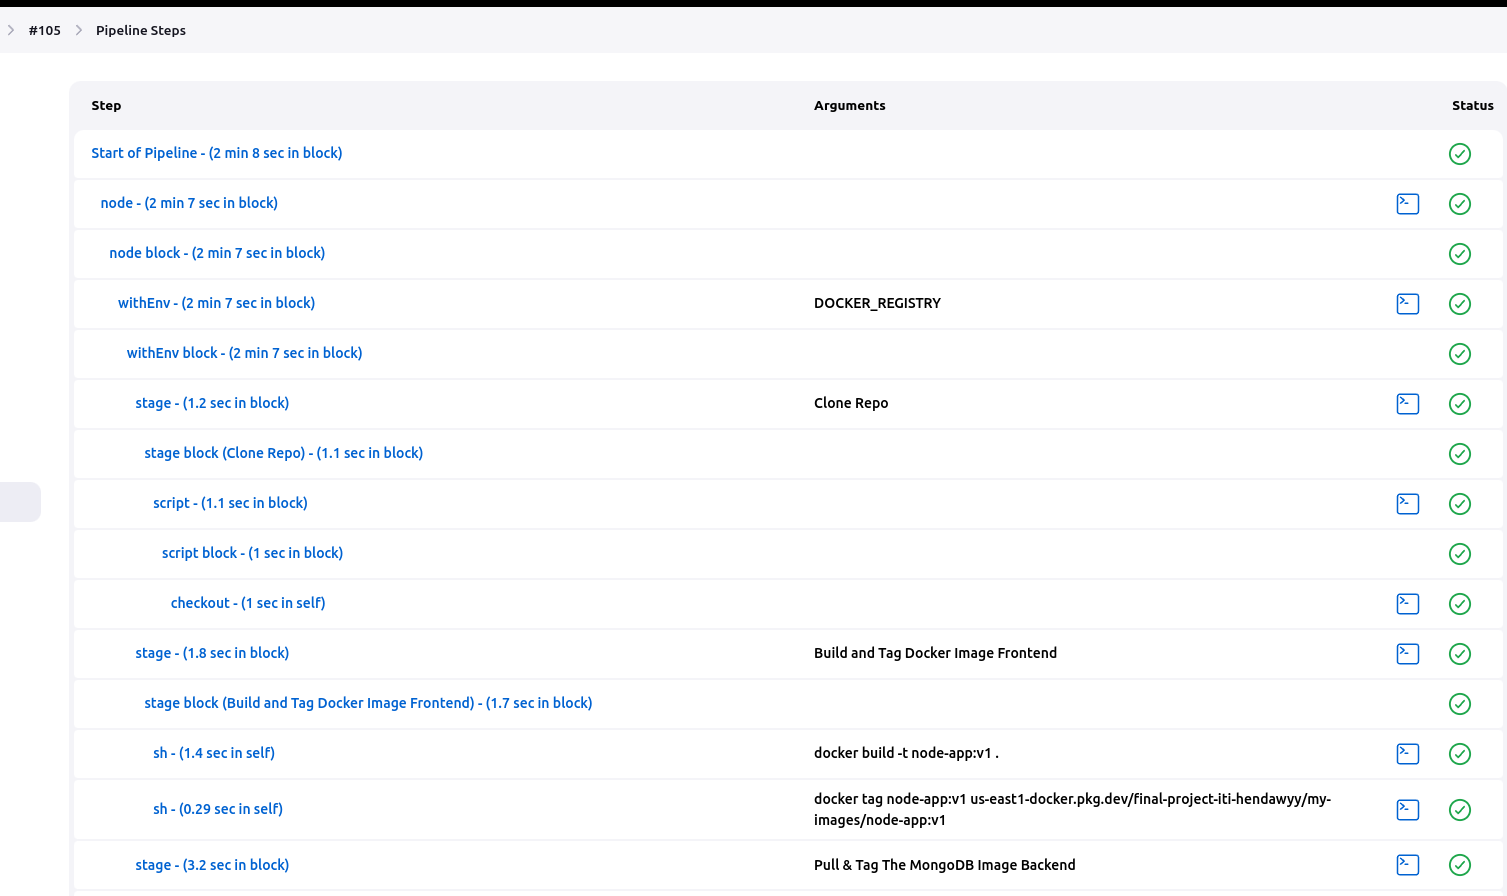 #105 Pipeline Steps
Step Arguments Status
Start of Pipeline - (2 min 8 sec in block)
node - (2 min 7 sec in block)
node block - (2 min 7 sec in block)
withEnv - (2 min 7 sec in block) DOCKER_REGISTRY
withEnv block - (2 min 7 sec in block)
stage - (1.2 sec in block) Clone Repo
stage block (Clone Repo) - (1.1 sec in block)
script - (1.1 sec in block)
script block - (1 sec in block)
checkout - (1 sec in self)
stage - (1.8 sec in block) Build and Tag Docker Image Frontend
stage block (Build and Tag Docker Image Frontend) - (1.7 sec in block)
sh - (1.4 sec in self) docker build -t node-app:v1 .
sh - (0.29 sec in self) docker tag node-app:v1 us-east1-docker.pkg.dev/final-project-iti-hendawyy/my-
images/node-app:v1
stage - (3.2 sec in block) Pull & Tag The MongoDB Image Backend